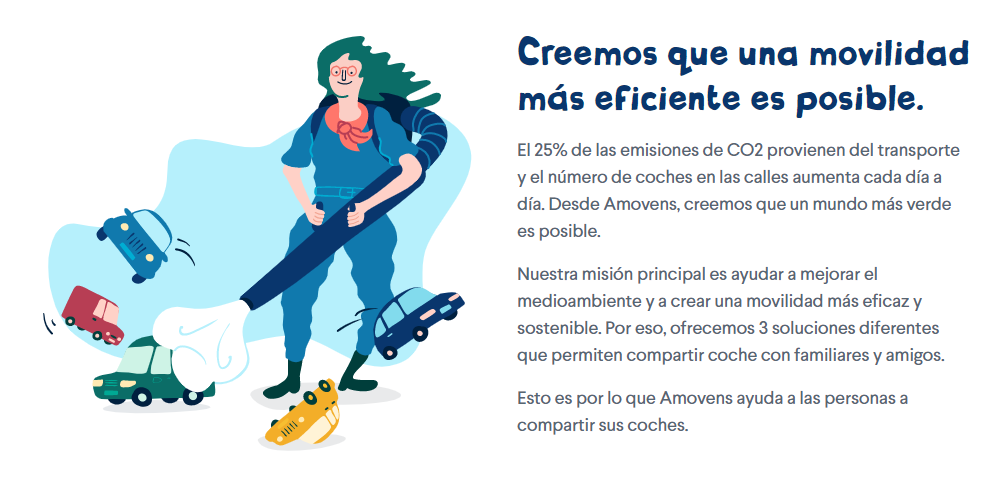 Creemos que una movilidad
más eficiente es posible.
El 25% de las emisiones de CO2 provienen del transporte
y el número de coches en las calles aumenta cada día a
día. Desde Amovens, creemos que un mundo más verde
es posible.
Nuestra misión principal es ayudar a mejorar el
medioambiente y a crear una movilidad más eficaz y
sostenible. Por eso, ofrecemos 3 soluciones diferentes
que permiten compartir coche con familiares y amigos.
Esto es por lo que Amovens ayuda a las personas a
compartir sus coches.